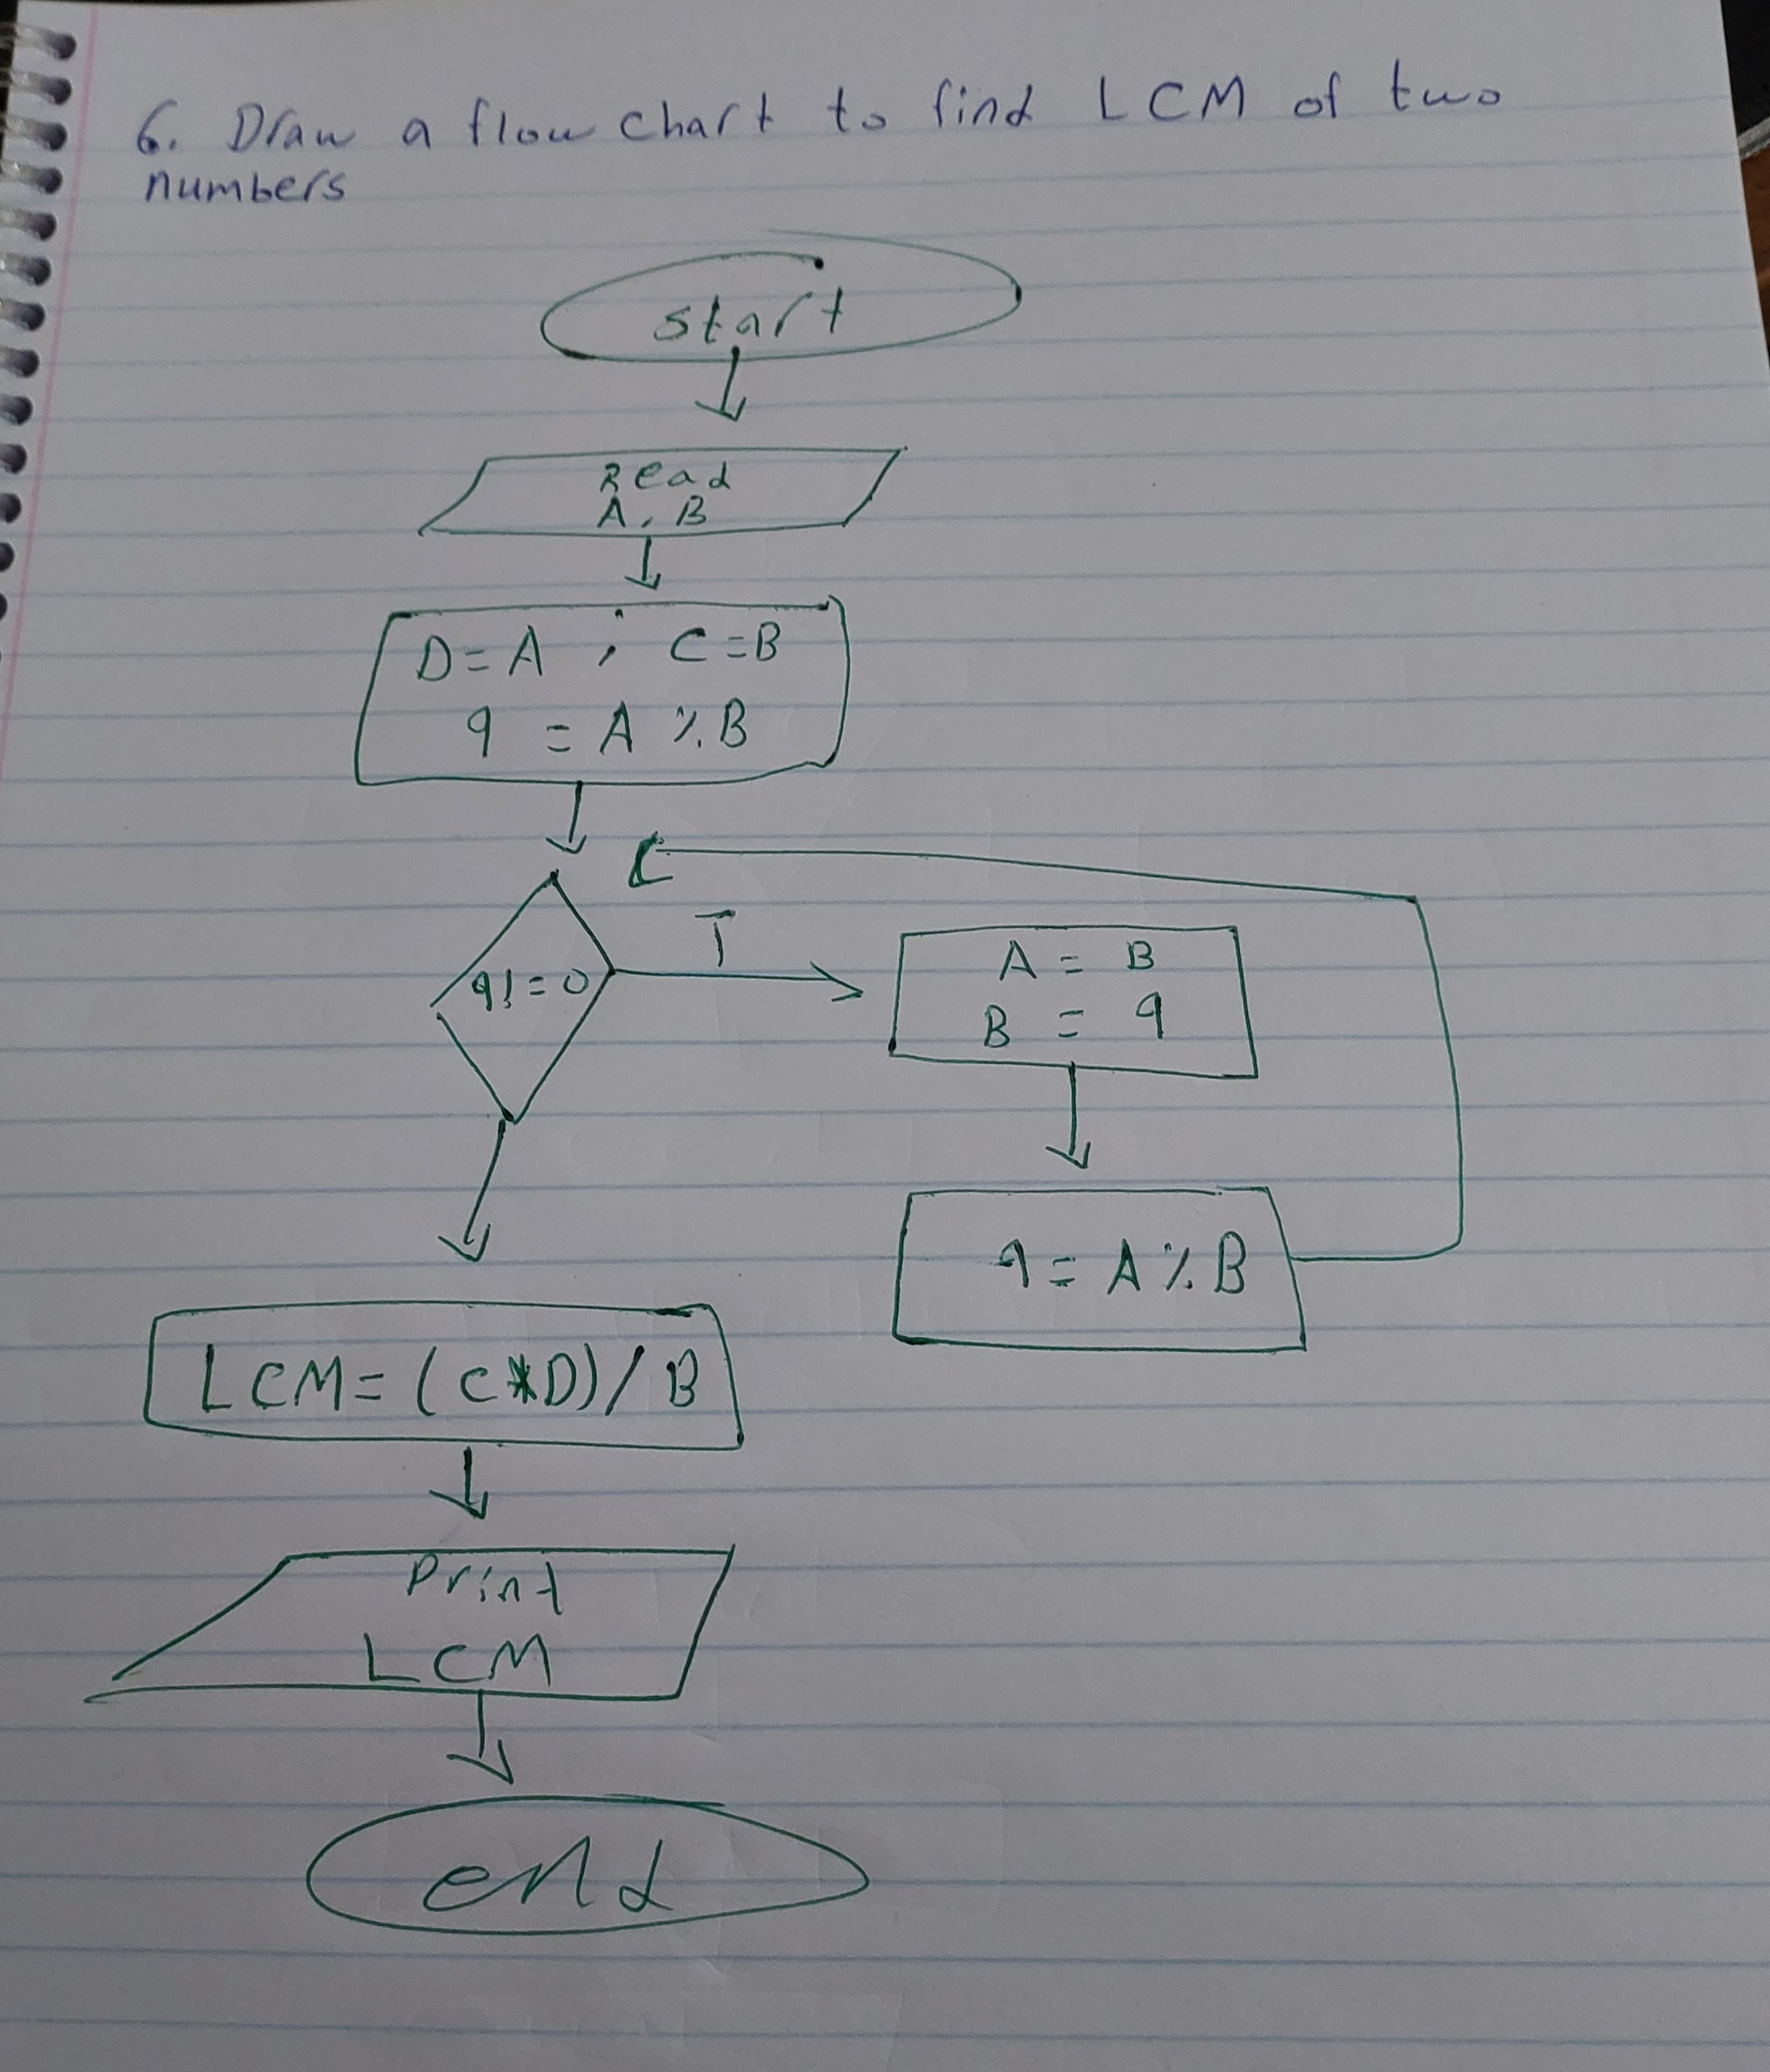 6. Draw a flow chart to find LCM of two
numbers
start
Read
A, B
D=A ; C=B
q = A % B
q!=0
T
A = B
B = q
q = A % B
LCM=(C*D)/B
Print
LCM
end